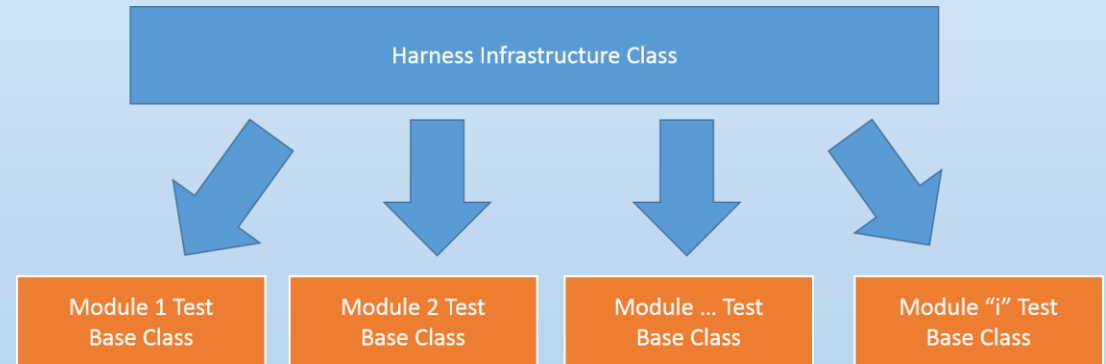 Harness Infrastructure Class
Module 1 Test
Base Class
Module 2 Test
Base Class
Module ... Test
Base Class
Module “i” Test
Base Class